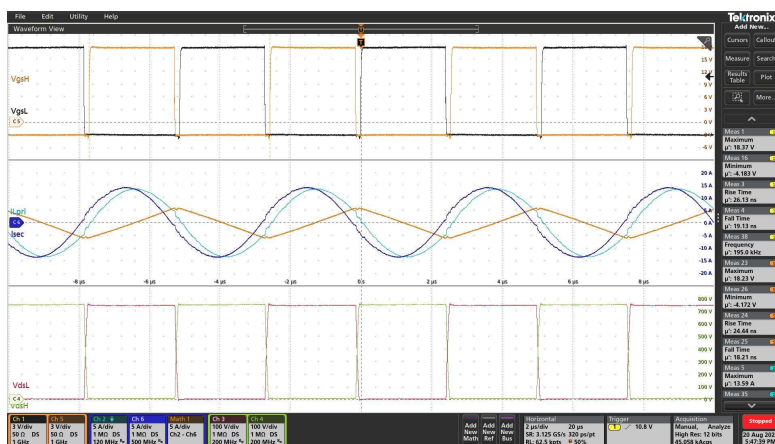 File Edit Utility Help
Tektronix
Waveform View
Add New...
Cursors Callout
Measure Search
Results Table Plot
More...
15 V
12 V
9 V
6 V
3 V
0 V
-6 V
VgsH
VgsL
C 5
20 A
15 A
10 A
5 A
0 A
-5 A
-10 A
-15 A
-20 A
C 6
Isec
-8 µs -6 µs -4 µs -2 µs 0 s 2 µs 4 µs 6 µs 8 µs
800 V
700 V
600 V
500 V
400 V
300 V
200 V
100 V
0 V
VdsL
C 4
VdsH
Meas 1
Maximum
µ': 18.37 V
Meas 16
Minimum
µ': -4.183 V
Meas 3
Rise Time
µ': 26.13 ns
Meas 4
Fall Time
µ': 19.13 ns
Meas 38
Frequency
µ': 195.0 kHz
Meas 23
Maximum
µ': 18.23 V
Meas 26
Minimum
µ': -4.172 V
Meas 24
Rise Time
µ': 24.44 ns
Meas 25
Fall Time
µ': 18.21 ns
Meas 5
Maximum
µ': 13.59 A
Meas 35
Ch 1
3 V/div
50 Ω DS
1 GHz
Ch 5
3 V/div
50 Ω DS
1 GHz
Ch 2
5 A/div
1 MΩ DS
120 MHz
Ch 6
5 A/div
1 MΩ DS
500 MHz
Math 1
5 A/div
Ch2 - Ch6
Ch 3
100 V/div
1 MΩ DS
200 MHz
Ch 4
100 V/div
1 MΩ DS
200 MHz
Add New Math
Add New Ref
Add New Bus
Horizontal
2 µs/div 20 µs
SR: 3.125 GS/s 320 ps/pt
RL: 62.5 kpts 50%
Trigger
1 10.8 V
Acquisition
Manual, Analyze
High Res: 12 bits
45.058 kAcqs
Stopped
20 Aug 202
5:47:39 PM